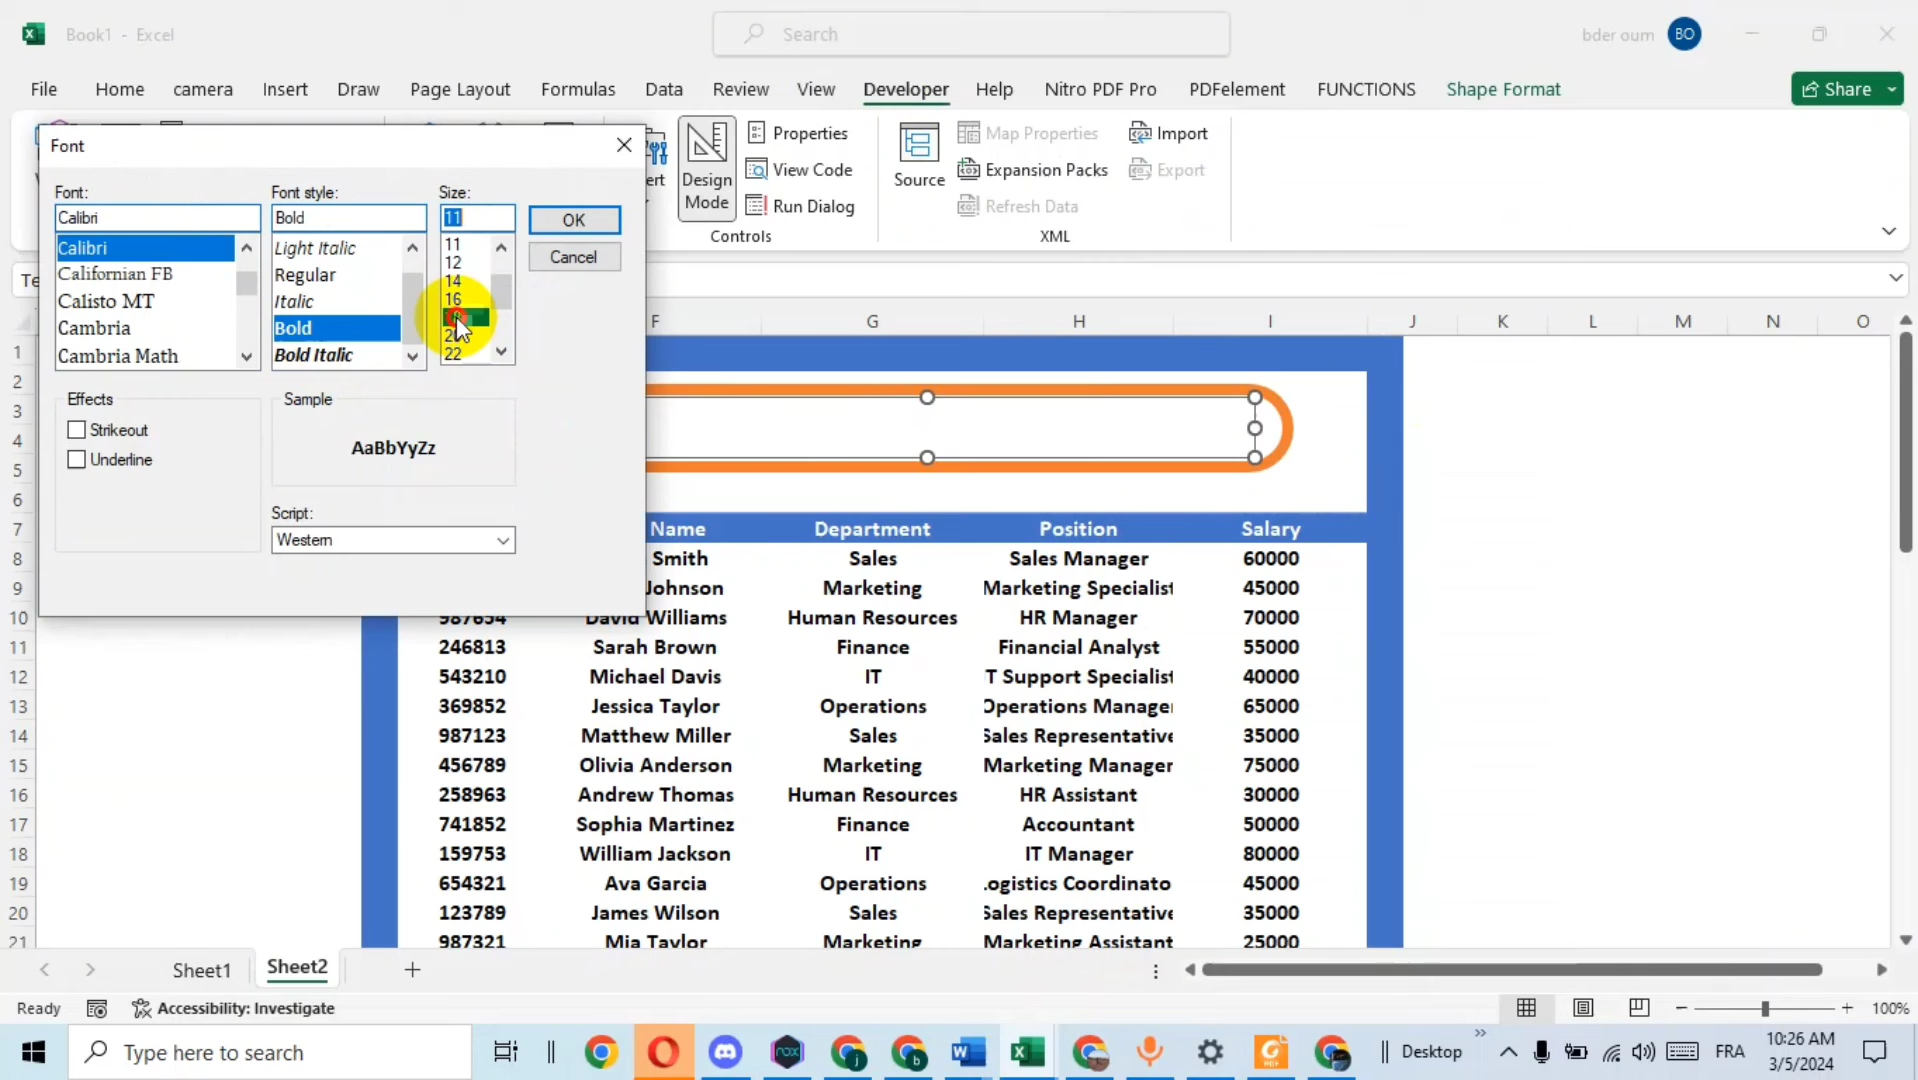 Book1 - Excel
Search
bder oum
BO
File
Home
camera
Insert
Draw
Page Layout
Formulas
Data
Review
View
Developer
Help
Nitro PDF Pro
PDFelement
FUNCTIONS
Shape Format
Share
Design
Mode
Properties
View Code
Run Dialog
Controls
Source
Map Properties
Expansion Packs
Refresh Data
Import
Export
XML
Font
Font:
Font style:
Size:
Calibri
Bold
11
OK
Cancel
Calibri
Californian FB
Calisto MT
Cambria
Cambria Math
Light Italic
Regular
Italic
Bold
Bold Italic
11
12
14
16
22
Effects
Strikeout
Underline
Sample
AaBbYyZz
Script:
Western
F G H I J K L M N O
1
2
3
4
5
6
7 Name Department Position Salary
8 Smith Sales Sales Manager 60000
9 Johnson Marketing Marketing Specialist 45000
10 987654 David Williams Human Resources HR Manager 70000
11 246813 Sarah Brown Finance Financial Analyst 55000
12 543210 Michael Davis IT T Support Specialist 40000
13 369852 Jessica Taylor Operations Operations Manager 65000
14 987123 Matthew Miller Sales Sales Representative 35000
15 456789 Olivia Anderson Marketing Marketing Manager 75000
16 258963 Andrew Thomas Human Resources HR Assistant 30000
17 741852 Sophia Martinez Finance Accountant 50000
18 159753 William Jackson IT IT Manager 80000
19 654321 Ava Garcia Operations Logistics Coordinato 45000
20 123789 James Wilson Sales Sales Representative 35000
21 987321 Mia Taylor Marketing Marketing Assistant 25000
Sheet1
Sheet2
Ready
Accessibility: Investigate
100%
Type here to search
Desktop
FRA
10:26 AM
3/5/2024